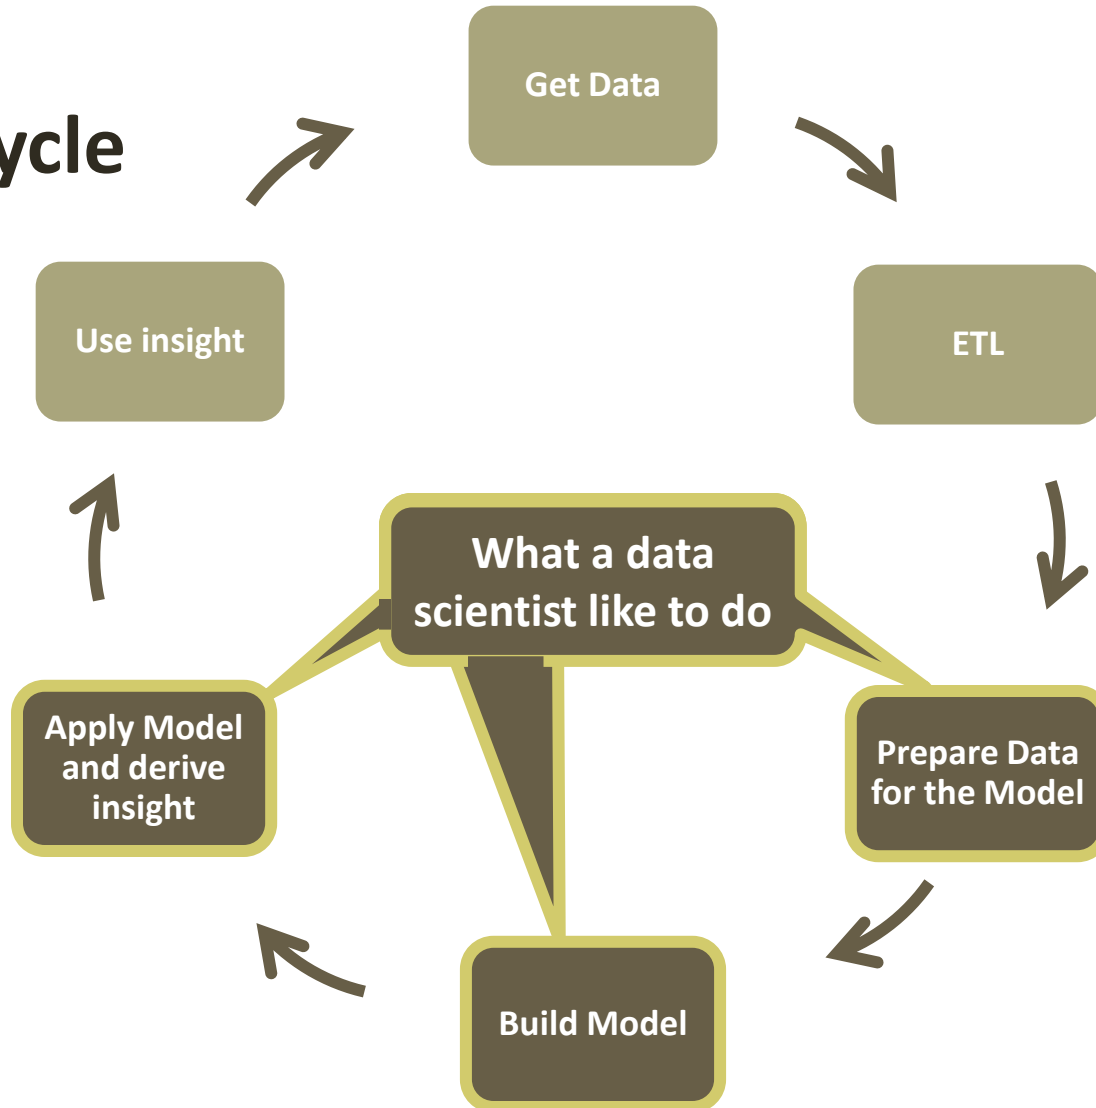 ycle
Get Data
Use insight
ETL
What a data
scientist like to do
Apply Model
and derive
insight
Prepare Data
for the Model
Build Model